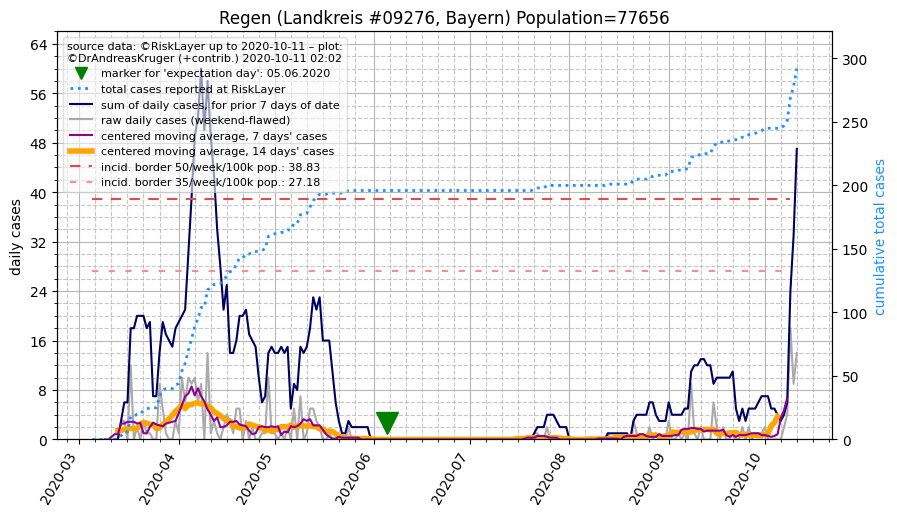 Regen (Landkreis #09276, Bayern) Population=77656
source data: ©RiskLayer up to 2020-10-11 – plot:
©DrAndreasKruger (+contrib.) 2020-10-11 02:02
marker for 'expectation day': 05.06.2020
total cases reported at RiskLayer
sum of daily cases, for prior 7 days of date
raw daily cases (weekend-flawed)
centered moving average, 7 days' cases
centered moving average, 14 days' cases
incid. border 50/week/100k pop.: 38.83
incid. border 35/week/100k pop.: 27.18
daily cases
64
56
48
40
32
24
16
8
0
300
250
200
150
100
50
0
cumulative total cases
2020-03
2020-04
2020-05
2020-06
2020-07
2020-08
2020-09
2020-10